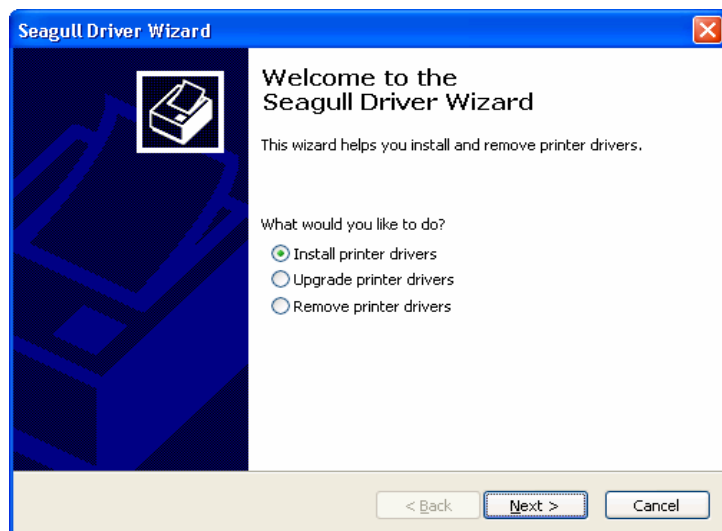 Seagull Driver Wizard
Welcome to the
Seagull Driver Wizard
This wizard helps you install and remove printer drivers.
What would you like to do?
Install printer drivers
Upgrade printer drivers
Remove printer drivers
< Back Next > Cancel